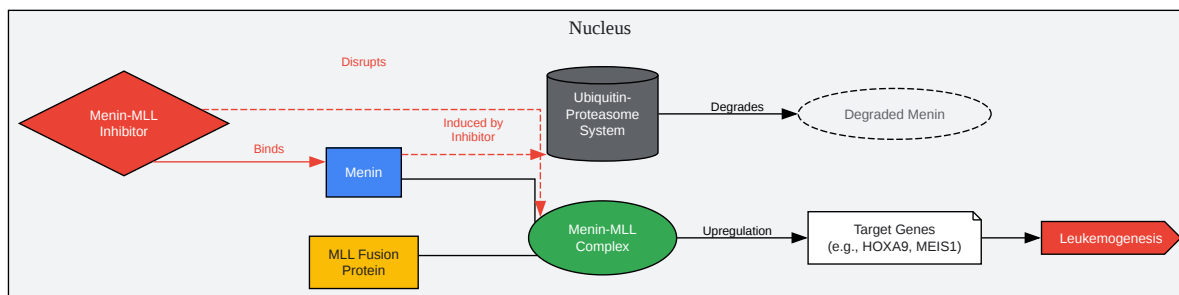 Nucleus
Disrupts
Menin-MLL
Inhibitor
Ubiquitin-
Proteasome
System
Degrades
Degraded Menin
Induced by
Inhibitor
Binds
Menin
Menin-MLL
Complex
Upregulation
Target Genes
(e.g., HOXA9, MEIS1)
Leukemogenesis
MLL Fusion
Protein